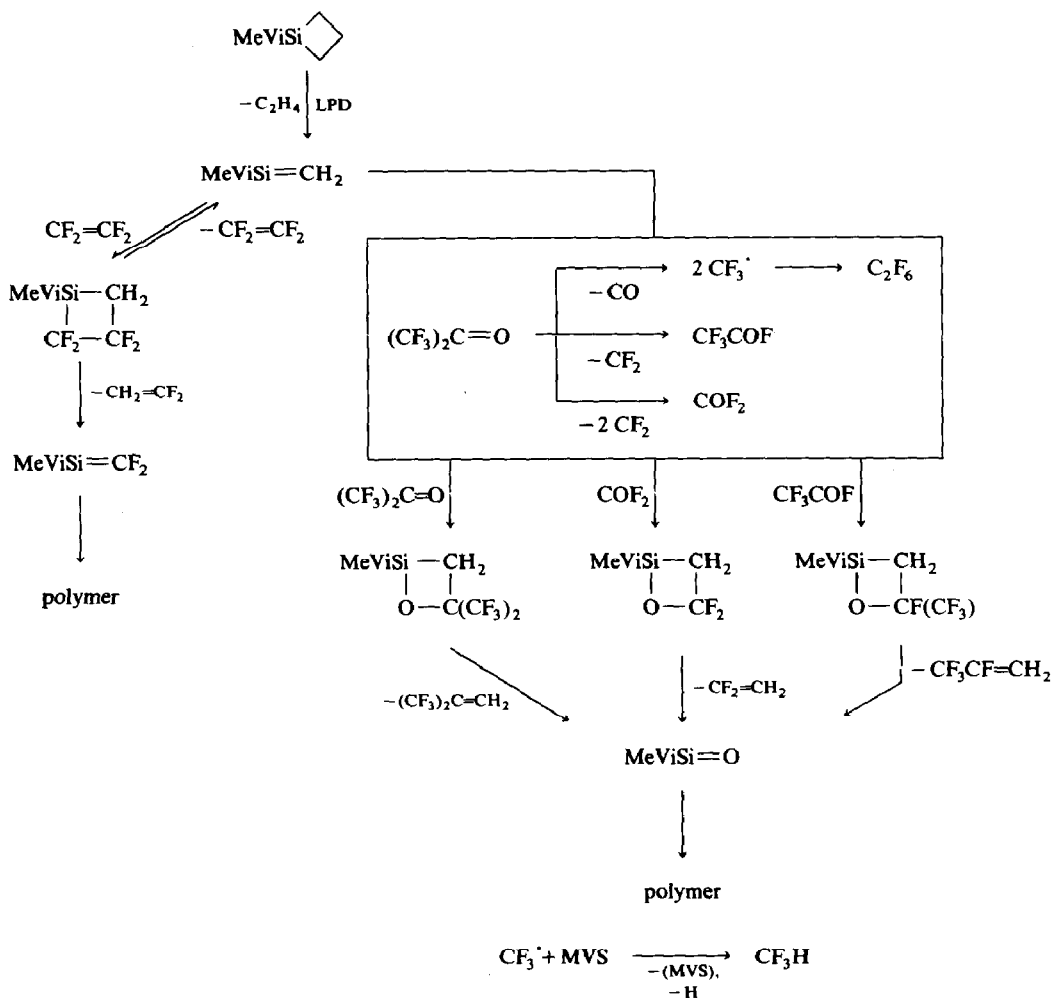 MeViSi
−C₂H₄ LPD
MeViSi=CH₂
CF₂=CF₂ −CF₂=CF₂
MeViSi—CH₂
CF₂—CF₂
−CH₂=CF₂
MeViSi=CF₂
polymer
2 CF₃˙ C₂F₆
−CO
(CF₃)₂C=O CF₃COF
−CF₂
COF₂
−2 CF₂
(CF₃)₂C=O COF₂ CF₃COF
MeViSi—CH₂ MeViSi—CH₂ MeViSi—CH₂
O—C(CF₃)₂ O—CF₂ O—CF(CF₃)
−(CF₃)₂C=CH₂ −CF₂=CH₂ −CF₃CF=CH₂
MeViSi=O
polymer
CF₃˙+ MVS CF₃H
−(MVS),
−H